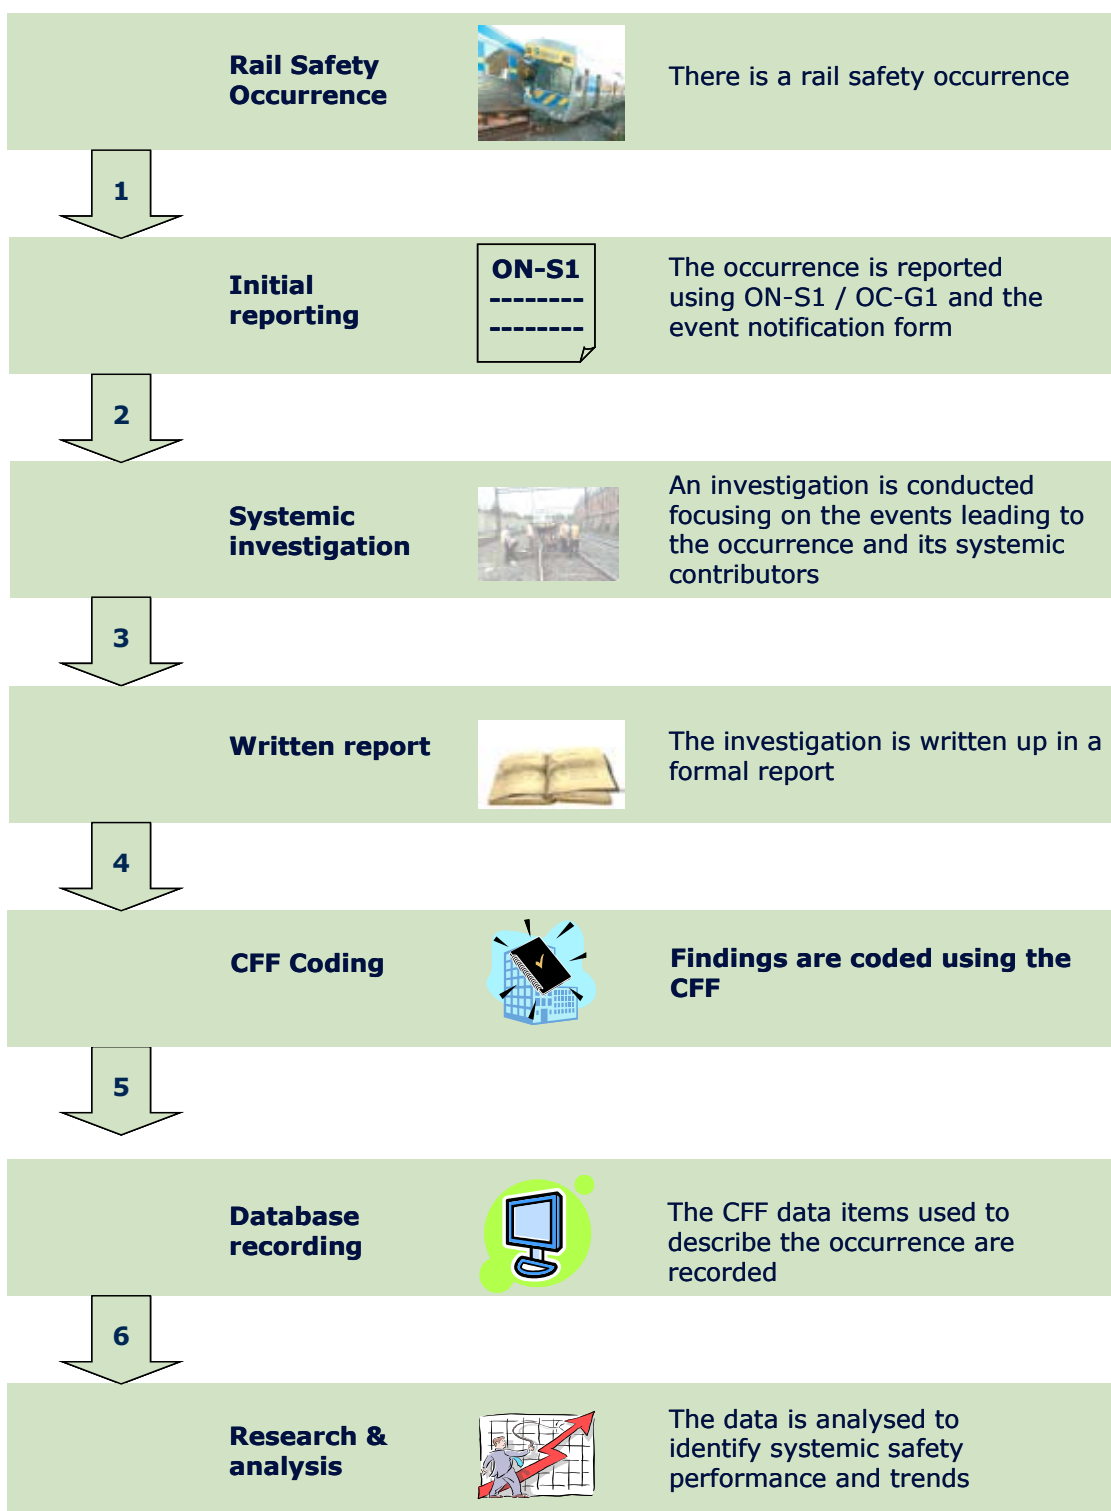 Rail Safety
Occurrence
There is a rail safety occurrence
1
Initial
reporting
ON-S1
--------
--------
The occurrence is reported
using ON-S1 / OC-G1 and the
event notification form
2
Systemic
investigation
An investigation is conducted
focusing on the events leading to
the occurrence and its systemic
contributors
3
Written report
The investigation is written up in a
formal report
4
CFF Coding
Findings are coded using the
CFF
5
Database
recording
The CFF data items used to
describe the occurrence are
recorded
6
Research &
analysis
The data is analysed to
identify systemic safety
performance and trends